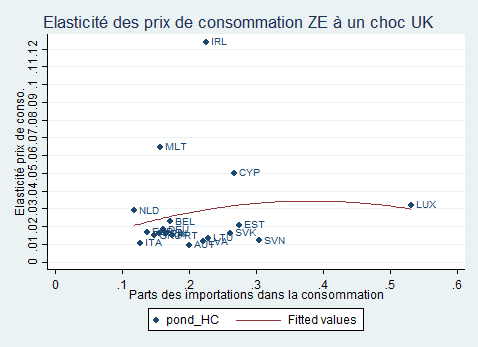 Elasticité des prix de consommation ZE à un choc UK
Elasticité prix de conso.
0 .01 .02 .03 .04 .05 .06 .07 .08 .09 .1 .11 .12
IRL
MLT
CYP
LUX
NLD
BEL
EST
DEU
SVK
LTU
SVN
ITA
AUT
0 .1 .2 .3 .4 .5 .6
Parts des importations dans la consommation
pond_HC Fitted values